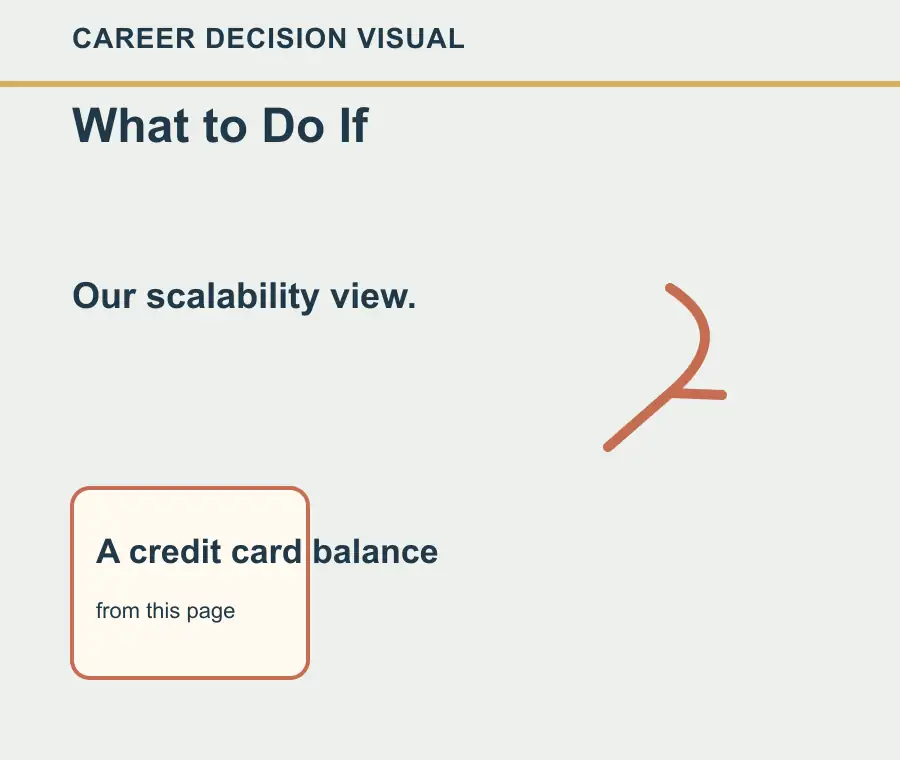 CAREER DECISION VISUAL
What to Do If
Our scalability view.
A credit card balance
from this page